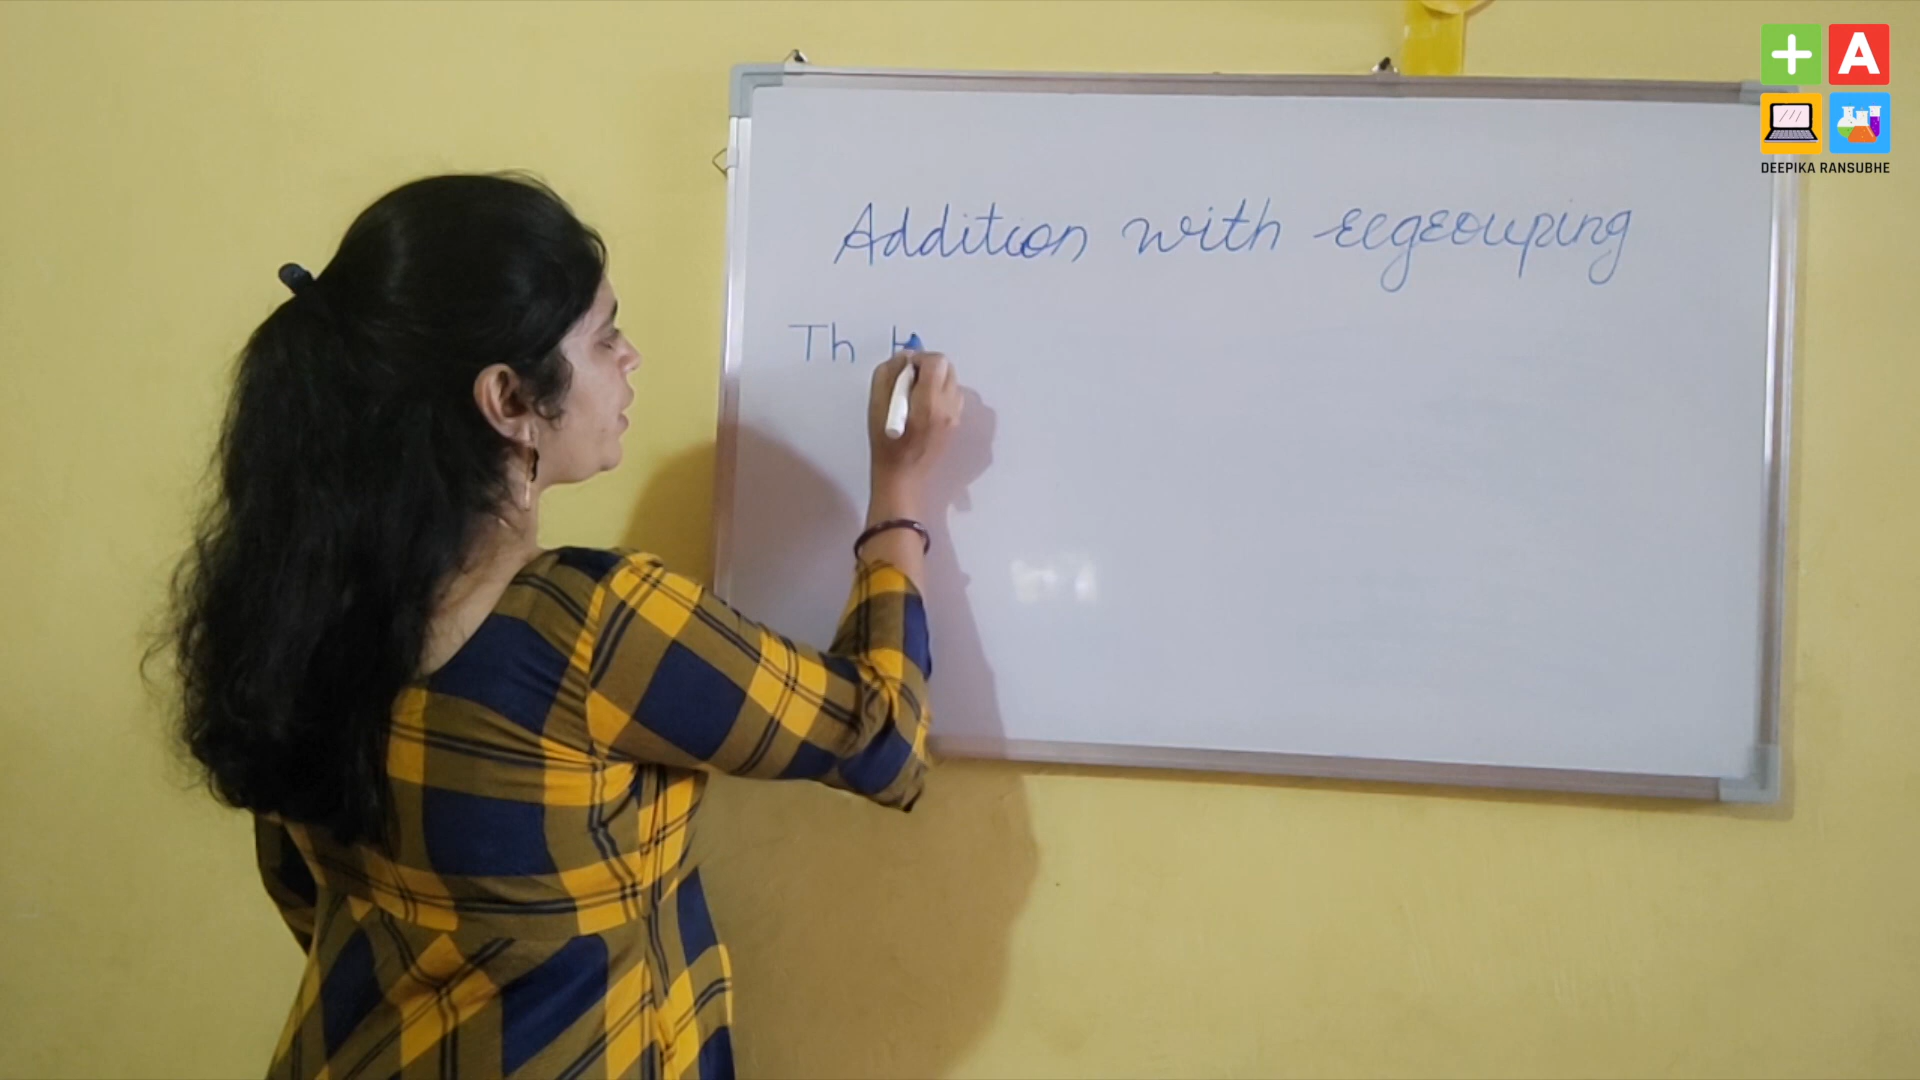 + A
DEEPIKA RANSUBHE
Addition with regrouping
Th H